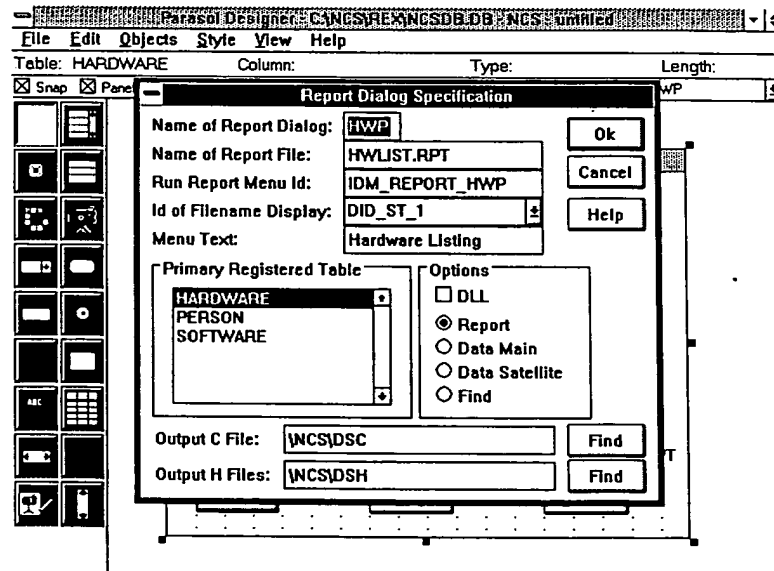 Parasol Designer - C:\NCS\REX\NCSDB.DB - NCS - untitled
File Edit Objects Style View Help
Table: HARDWARE Column: Type: Length:
Snap Panel WP
Report Dialog Specification
Name of Report Dialog: HWP Ok
Name of Report File: HWLIST.RPT
Cancel
Run Report Menu Id: IDM_REPORT_HWP
Id of Filename Display: DID_ST_1 Help
Menu Text: Hardware Listing
Primary Registered Table Options
HARDWARE DLL
PERSON Report
SOFTWARE Data Main
Data Satellite
Find
ABC
Output C File: \NCS\DSC Find
Output H Files: \NCS\DSH Find